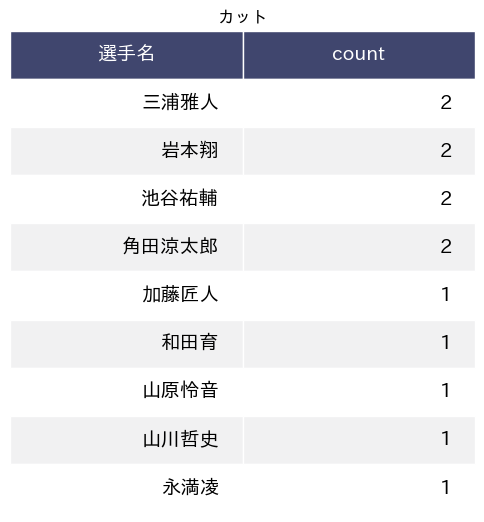 カット
選手名 count
三浦雅人 2
岩本翔 2
池谷祐輔 2
角田涼太郎 2
加藤匠人 1
和田育 1
山原怜音 1
山川哲史 1
永満凌 1